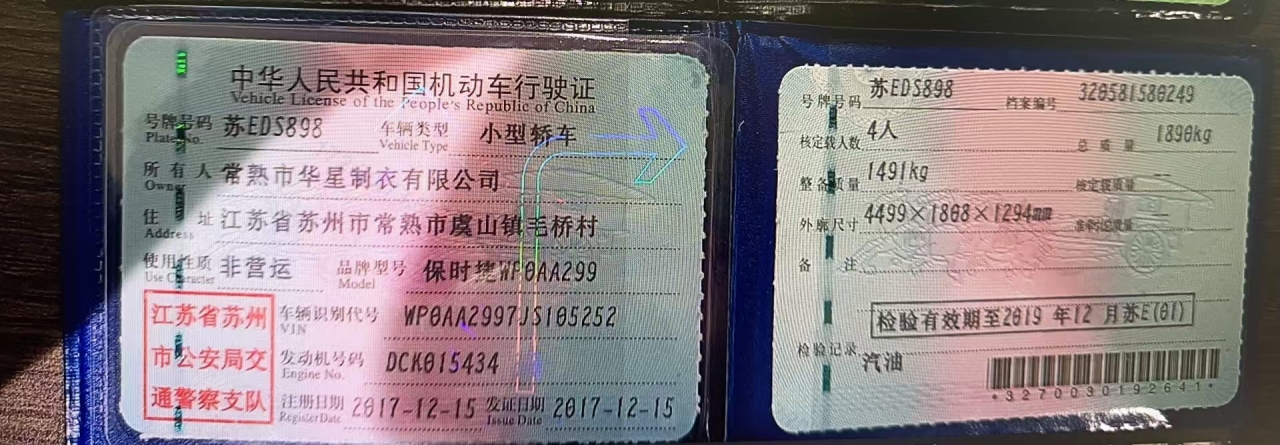 中华人民共和国机动车行驶证
Vehicle License of the People's Republic of China
号牌号码 苏EDS898 车辆类型 小型轿车
Plate No. Vehicle Type
所有人 常熟市华星制衣有限公司
Owner
住址 江苏省苏州市常熟市虞山镇毛桥村
Address
使用性质 非营运 品牌型号 保时捷WP0AA299
Use Character Model
江苏省苏州
市公安局交
通警察支队
车辆识别代号 WP0AA2997JS105252
VIN
发动机号码 DCK015434
Engine No.
注册日期 2017-12-15 发证日期 2017-12-15
Register Date Issue Date
号牌号码 苏EDS898 档案编号 320581580249
核定载人数 4人 总质量 1890kg
整备质量 1491kg 核定载质量 --
外廓尺寸 4499×1868×1294mm 准牵引总质量 --
备注
检验有效期至2019年12月苏E(01)
检验记录 汽油
*3270030192641*